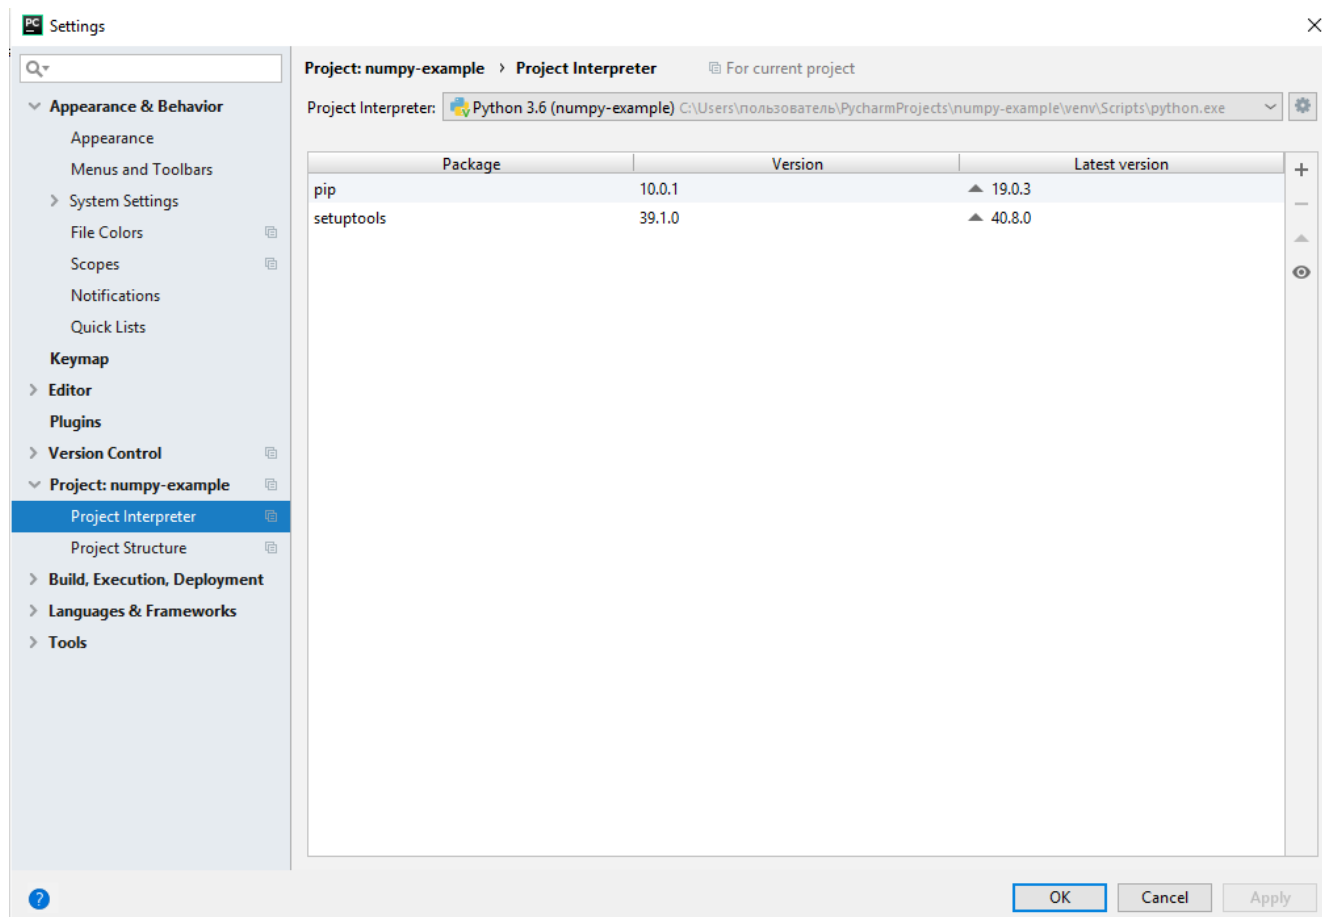 PC Settings
Project: numpy-example › Project Interpreter For current project
Project Interpreter: Python 3.6 (numpy-example) C:\Users\пользователь\PycharmProjects\numpy-example\venv\Scripts\python.exe
Appearance & Behavior
Appearance
Menus and Toolbars
System Settings
File Colors
Scopes
Notifications
Quick Lists
Keymap
Editor
Plugins
Version Control
Project: numpy-example
Project Interpreter
Project Structure
Build, Execution, Deployment
Languages & Frameworks
Tools
Package Version Latest version
pip 10.0.1 19.0.3
setuptools 39.1.0 40.8.0
?
OK Cancel Apply